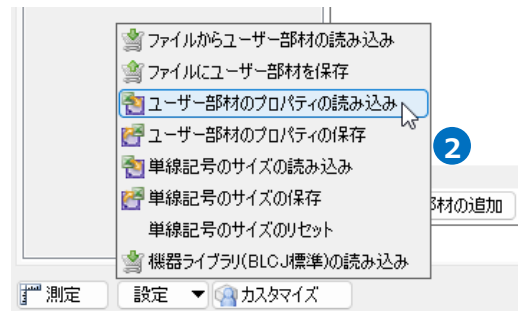 ファイルからユーザー部材の読み込み
ファイルにユーザー部材を保存
ユーザー部材のプロパティの読み込み
ユーザー部材のプロパティの保存
2
単線記号のサイズの読み込み
単線記号のサイズの保存
部材の追加
単線記号のサイズのリセット
機器ライブラリ(BLCJ標準)の読み込み
測定
設定
カスタマイズ